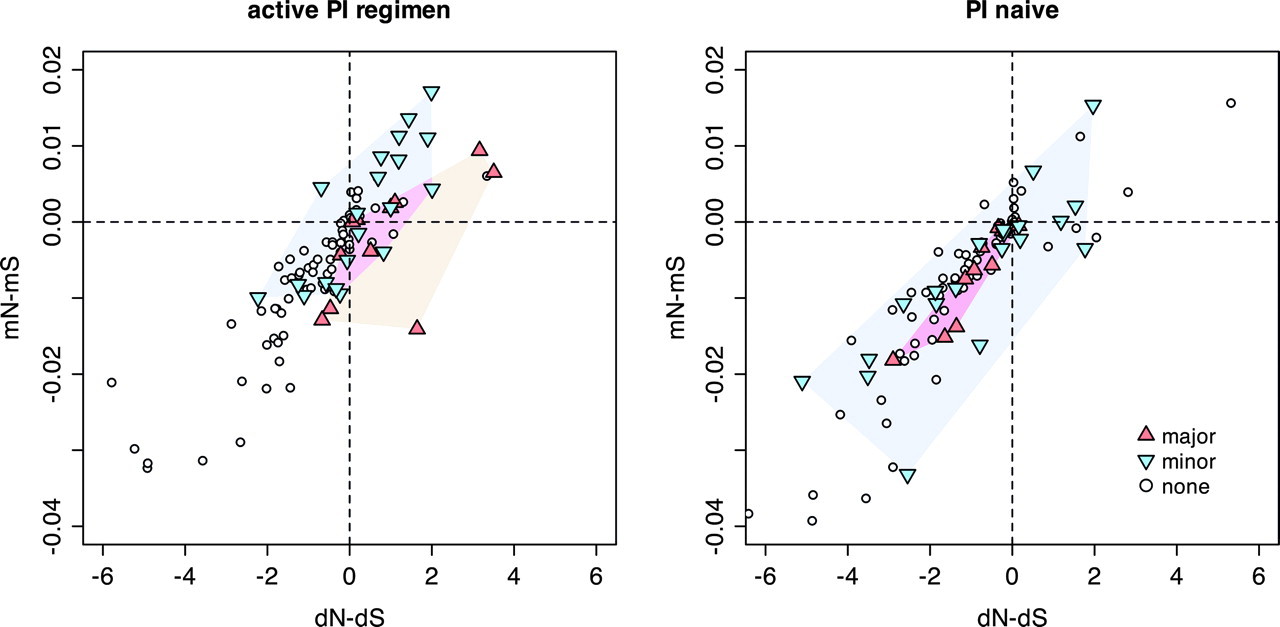 active PI regimen
PI naive
mN-mS
0.02
0.01
0.00
-0.02
-0.04
-6 -4 -2 0 2 4 6
dN-dS
mN-mS
0.02
0.01
0.00
-0.02
-0.04
-6 -4 -2 0 2 4 6
dN-dS
major
minor
none